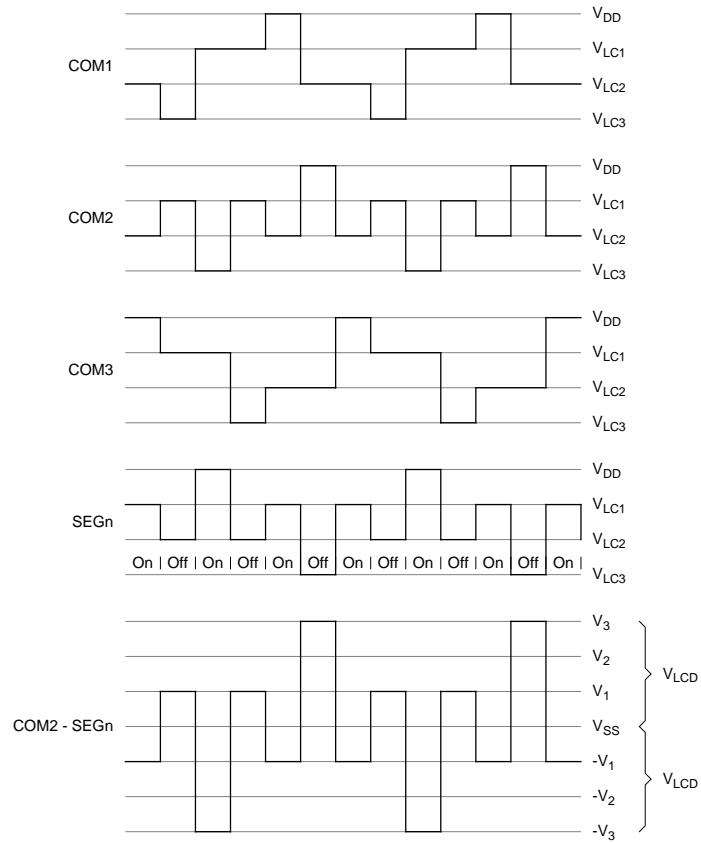 V_DD
V_LC1
COM1
V_LC2
V_LC3
V_DD
V_LC1
COM2
V_LC2
V_LC3
V_DD
V_LC1
COM3
V_LC2
V_LC3
V_DD
V_LC1
SEGn
V_LC2
On | Off | On | Off | On | Off | On | Off | On | Off | On | Off | On |
V_LC3
V_3
V_2
V_LCD
V_1
COM2 - SEGn
V_SS
-V_1
V_LCD
-V_2
-V_3